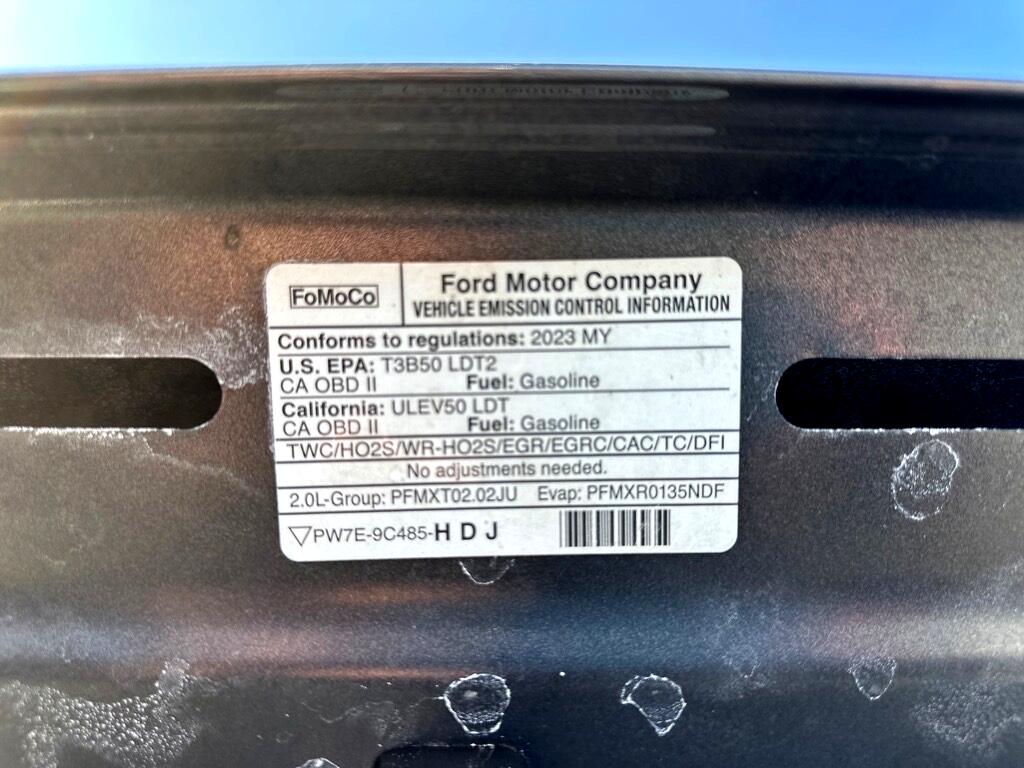 FoMoCo
Ford Motor Company
VEHICLE EMISSION CONTROL INFORMATION
Conforms to regulations: 2023 MY
U.S. EPA: T3B50 LDT2
CA OBD II Fuel: Gasoline
California: ULEV50 LDT
CA OBD II Fuel: Gasoline
TWC/HO2S/WR-HO2S/EGR/EGRC/CAC/TC/DFI
No adjustments needed.
2.0L-Group: PFMXT02.02JU Evap: PFMXR0135NDF
PW7E-9C485-H D J